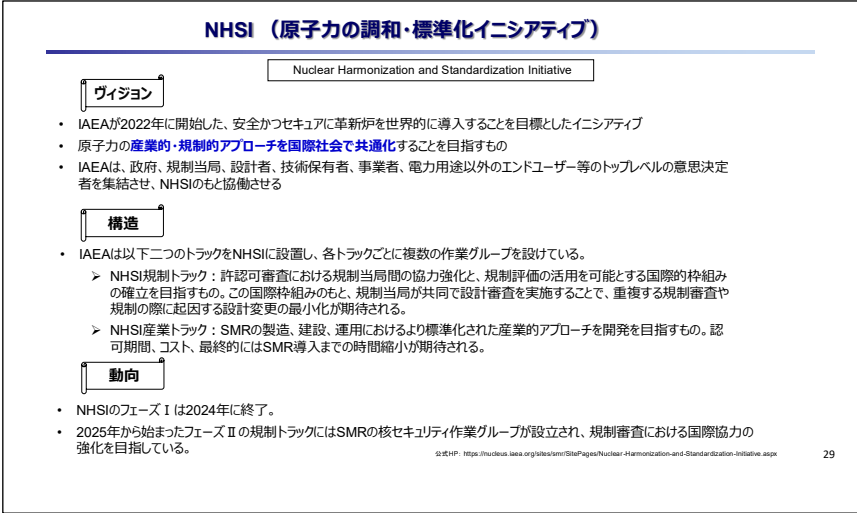 NHSI （原子力の調和・標準化イニシアティブ）
Nuclear Harmonization and Standardization Initiative
ヴィジョン
• IAEAが2022年に開始した、安全かつセキュアに革新炉を世界的に導入することを目標としたイニシアティブ
• 原子力の産業的・規制的アプローチを国際社会で共通化することを目指すもの
• IAEAは、政府、規制当局、設計者、技術保有者、事業者、電力用途以外のエンドユーザー等のトップレベルの意思決定
者を集結させ、NHSIのもと協働させる
構造
• IAEAは以下二つのトラックをNHSIに設置し、各トラックごとに複数の作業グループを設けている。
➢ NHSI規制トラック：許認可審査における規制当局間の協力強化と、規制評価の活用を可能とする国際的枠組み
の確立を目指すもの。この国際枠組みのもと、規制当局が共同で設計審査を実施することで、重複する規制審査や
規制の際に起因する設計変更の最小化が期待される。
➢ NHSI産業トラック：SMRの製造、建設、運用におけるより標準化された産業的アプローチを開発を目指すもの。認
可期間、コスト、最終的にはSMR導入までの時間縮小が期待される。
動向
• NHSIのフェーズⅠは2024年に終了。
• 2025年から始まったフェーズⅡの規制トラックにはSMRの核セキュリティ作業グループが設立され、規制審査における国際協力の
強化を目指している。
公式HP：https://nucleus.iaea.org/sites/smr/SitePages/Nuclear-Harmonization-and-Standardization-Initiative.aspx
29